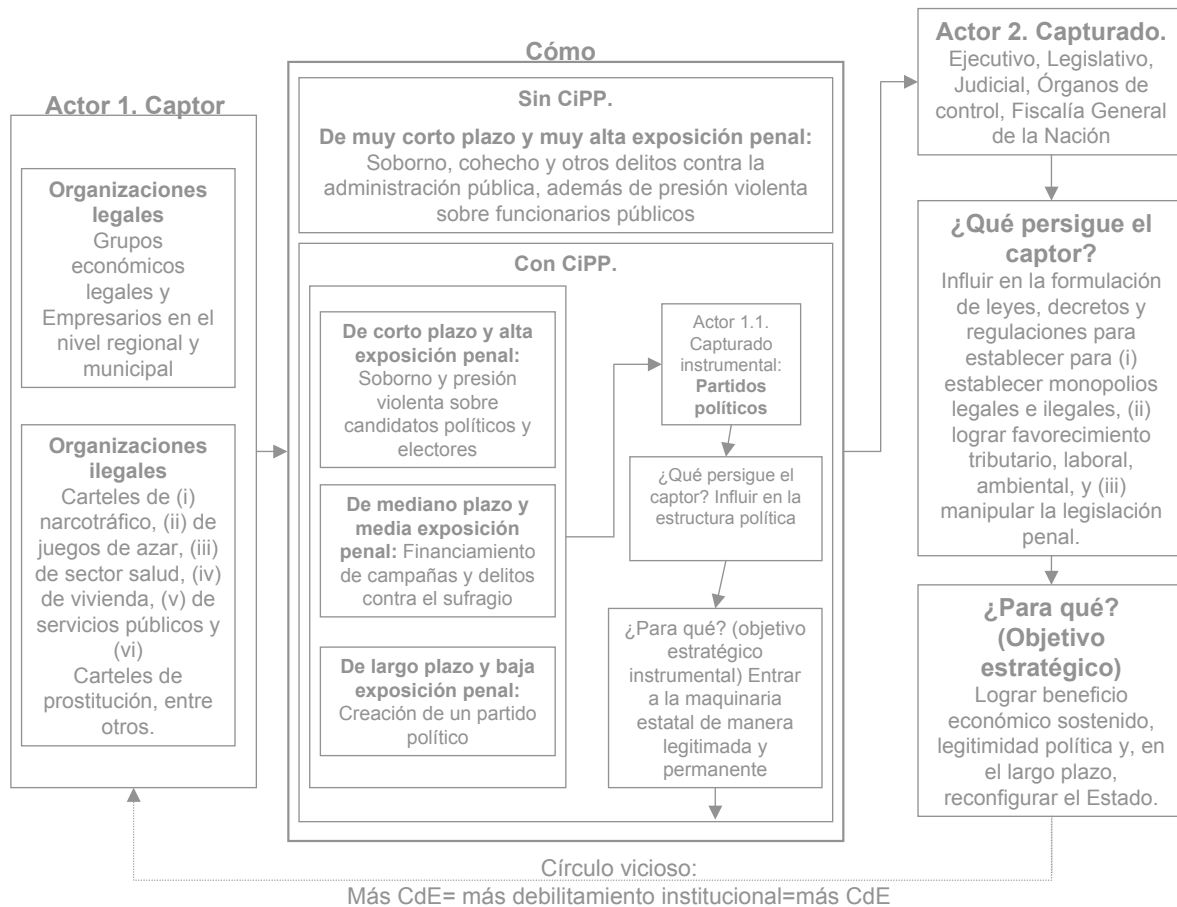 Actor 1. Captor
Organizaciones
legales
Grupos
económicos
legales y
Empresarios en el
nivel regional y
municipal
Organizaciones
ilegales
Carteles de (i)
narcotráfico, (ii) de
juegos de azar, (iii)
de sector salud, (iv)
de vivienda, (v) de
servicios públicos y
(vi)
Carteles de
prostitución, entre
otros.
Cómo
Sin CiPP.
De muy corto plazo y muy alta exposición penal:
Soborno, cohecho y otros delitos contra la
administración pública, además de presión violenta
sobre funcionarios públicos
Con CiPP.
De corto plazo y alta
exposición penal:
Soborno y presión
violenta sobre
candidatos políticos y
electores
De mediano plazo y
media exposición
penal: Financiamiento
de campañas y delitos
contra el sufragio
De largo plazo y baja
exposición penal:
Creación de un partido
político
Actor 1.1.
Capturado
instrumental:
Partidos
políticos
¿Qué persigue el
captor? Influir en la
estructura política
¿Para qué? (objetivo
estratégico
instrumental) Entrar
a la maquinaria
estatal de manera
legitimada y
permanente
Actor 2. Capturado.
Ejecutivo, Legislativo,
Judicial, Órganos de
control, Fiscalía General
de la Nación
¿Qué persigue el
captor?
Influir en la formulación
de leyes, decretos y
regulaciones para
establecer para (i)
establecer monopolios
legales e ilegales, (ii)
lograr favorecimiento
tributario, laboral,
ambiental, y (iii)
manipular la legislación
penal.
¿Para qué?
(Objetivo
estratégico)
Lograr beneficio
económico sostenido,
legitimidad política y, en
el largo plazo,
reconfigurar el Estado.
Círculo vicioso:
Más CdE= más debilitamiento institucional=más CdE